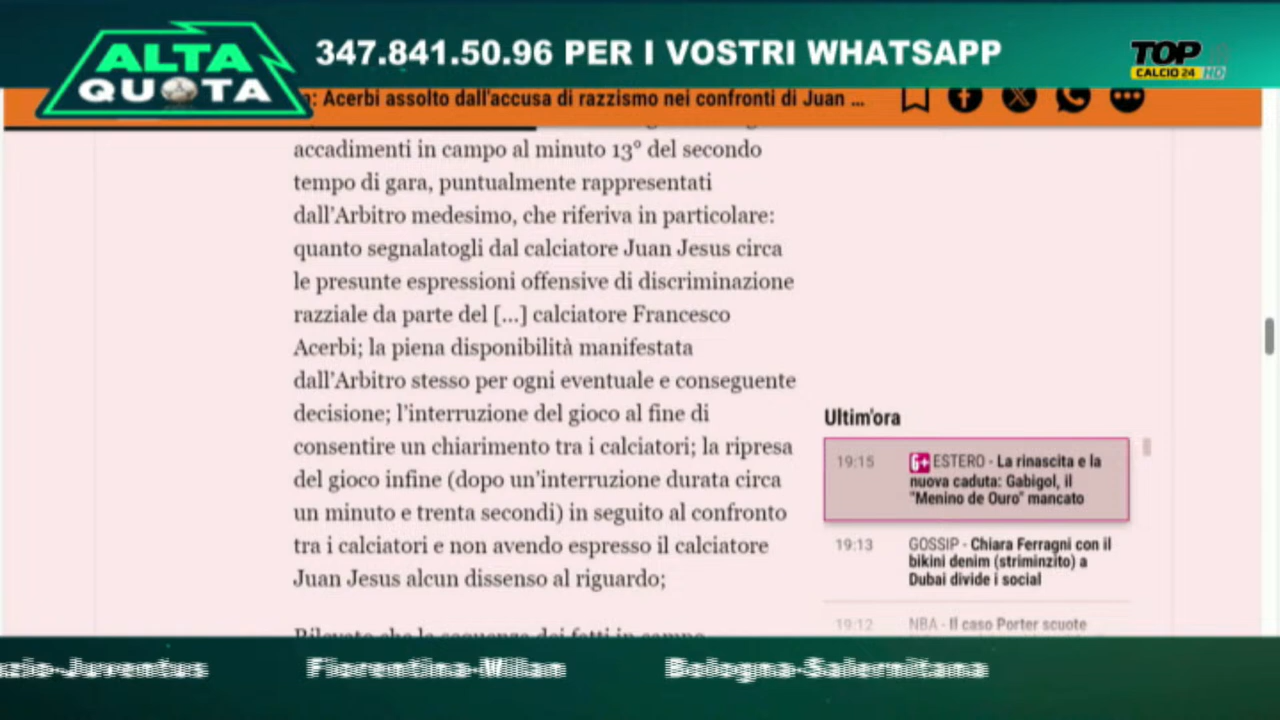 ALTA
QUOTA
347.841.50.96 PER I VOSTRI WHATSAPP
TOP
CALCIO 24 HD
: Acerbi assolto dall'accusa di razzismo nei confronti di Juan ...
accadimenti in campo al minuto 13° del secondo
tempo di gara, puntualmente rappresentati
dall'Arbitro medesimo, che riferiva in particolare:
quanto segnalatogli dal calciatore Juan Jesus circa
le presunte espressioni offensive di discriminazione
razziale da parte del [...] calciatore Francesco
Acerbi; la piena disponibilità manifestata
dall'Arbitro stesso per ogni eventuale e conseguente
decisione; l'interruzione del gioco al fine di
consentire un chiarimento tra i calciatori; la ripresa
del gioco infine (dopo un'interruzione durata circa
un minuto e trenta secondi) in seguito al confronto
tra i calciatori e non avendo espresso il calciatore
Juan Jesus alcun dissenso al riguardo;
Ultim'ora
19:15 G+ ESTERO - La rinascita e la
nuova caduta: Gabigol, il
"Menino de Ouro" mancato
19:13 GOSSIP - Chiara Ferragni con il
bikini denim (striminzito) a
Dubai divide i social
19:12 NBA - Il caso Porter scuote
zio-Juventus Fiorentina-Milan Bologna-Salernitana